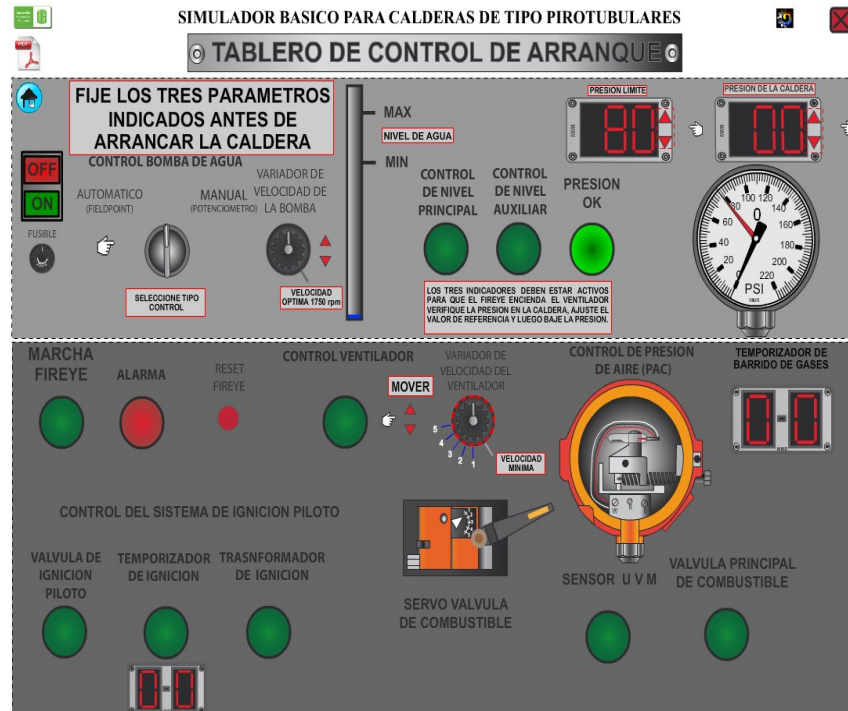 SIMULADOR BASICO PARA CALDERAS DE TIPO PIROTUBULARES
TABLERO DE CONTROL DE ARRANQUE
PDF
FIJE LOS TRES PARAMETROS
INDICADOS ANTES DE
ARRANCAR LA CALDERA
CONTROL BOMBA DE AGUA
OFF
ON
FUSIBLE
AUTOMATICO
(FIELDPOINT)
MANUAL
(POTENCIOMETRO)
SELECCIONE TIPO
CONTROL
VARIADOR DE
VELOCIDAD DE
LA BOMBA
VELOCIDAD
OPTIMA 1750 rpm
MAX
NIVEL DE AGUA
MIN
CONTROL
DE NIVEL
PRINCIPAL
CONTROL
DE NIVEL
AUXILIAR
PRESION
OK
LOS TRES INDICADORES DEBEN ESTAR ACTIVOS
PARA QUE EL FIREYE ENCIENDA EL VENTILADOR
VERIFIQUE LA PRESION EN LA CALDERA, AJUSTE EL
VALOR DE REFERENCIA Y LUEGO BAJE LA PRESION.
PRESION LIMITE
80
PRESION DE LA CALDERA
00
0 20 40 60 80 100 120 140 160 180 200 220
0
PSI
MARCHA
FIREYE
ALARMA
RESET
FIREYE
CONTROL VENTILADOR
MOVER
VARIADOR DE
VELOCIDAD DEL
VENTILADOR
5
4
3
2
1
VELOCIDAD
MINIMA
CONTROL DE PRESION
DE AIRE (PAC)
TEMPORIZADOR DE
BARRIDO DE GASES
0-0
CONTROL DEL SISTEMA DE IGNICION PILOTO
VALVULA DE
IGNICION
PILOTO
TEMPORIZADOR
DE IGNICION
0-0
TRASNFORMADOR
DE IGNICION
SERVO VALVULA
DE COMBUSTIBLE
SENSOR U V M
VALVULA PRINCIPAL
DE COMBUSTIBLE